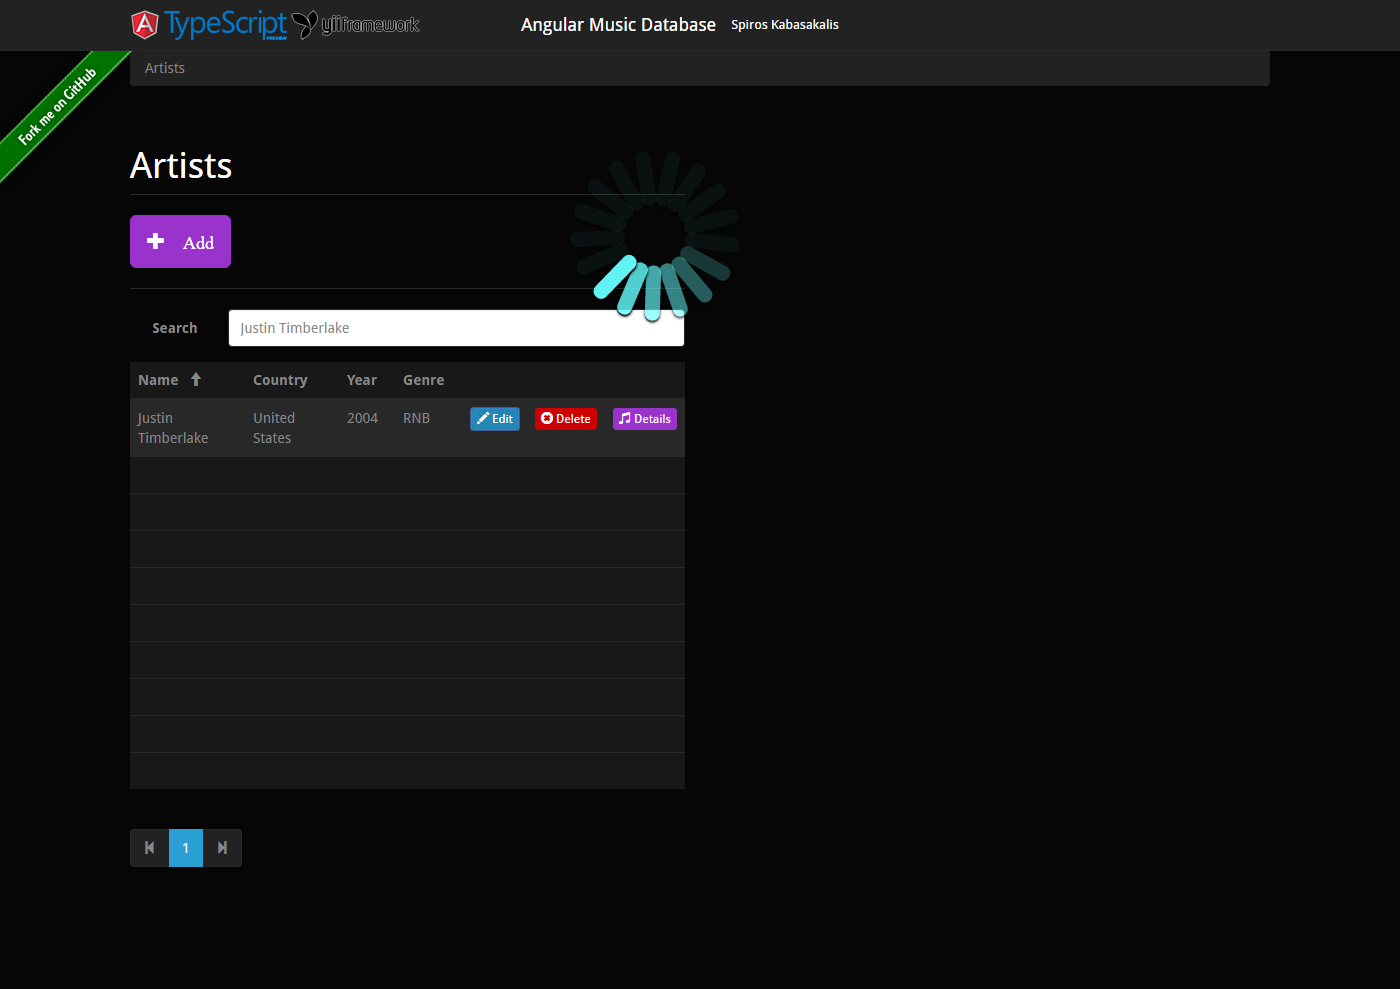 TypeScript
PREVIEW
yiiframework
Angular Music Database
Spiros Kabasakalis
Fork me on GitHub
Artists
Artists
Add
Search
Justin Timberlake
Name Country Year Genre
Justin Timberlake
United States
2004
RNB
Edit
Delete
Details
1